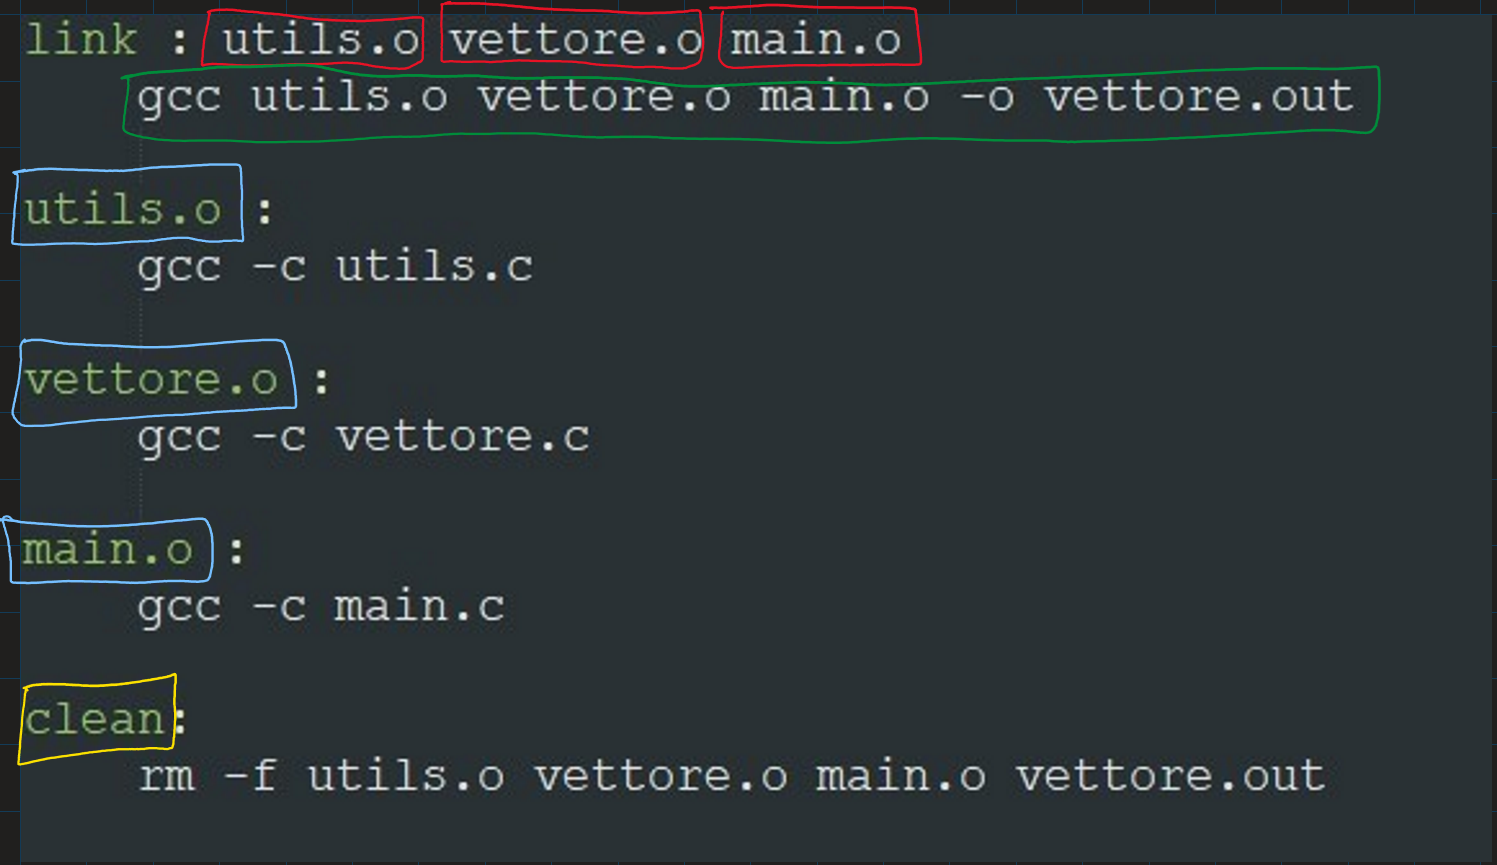 link : utils.o vettore.o main.o
gcc utils.o vettore.o main.o -o vettore.out
utils.o :
gcc -c utils.c
vettore.o :
gcc -c vettore.c
main.o :
gcc -c main.c
clean:
rm -f utils.o vettore.o main.o vettore.out